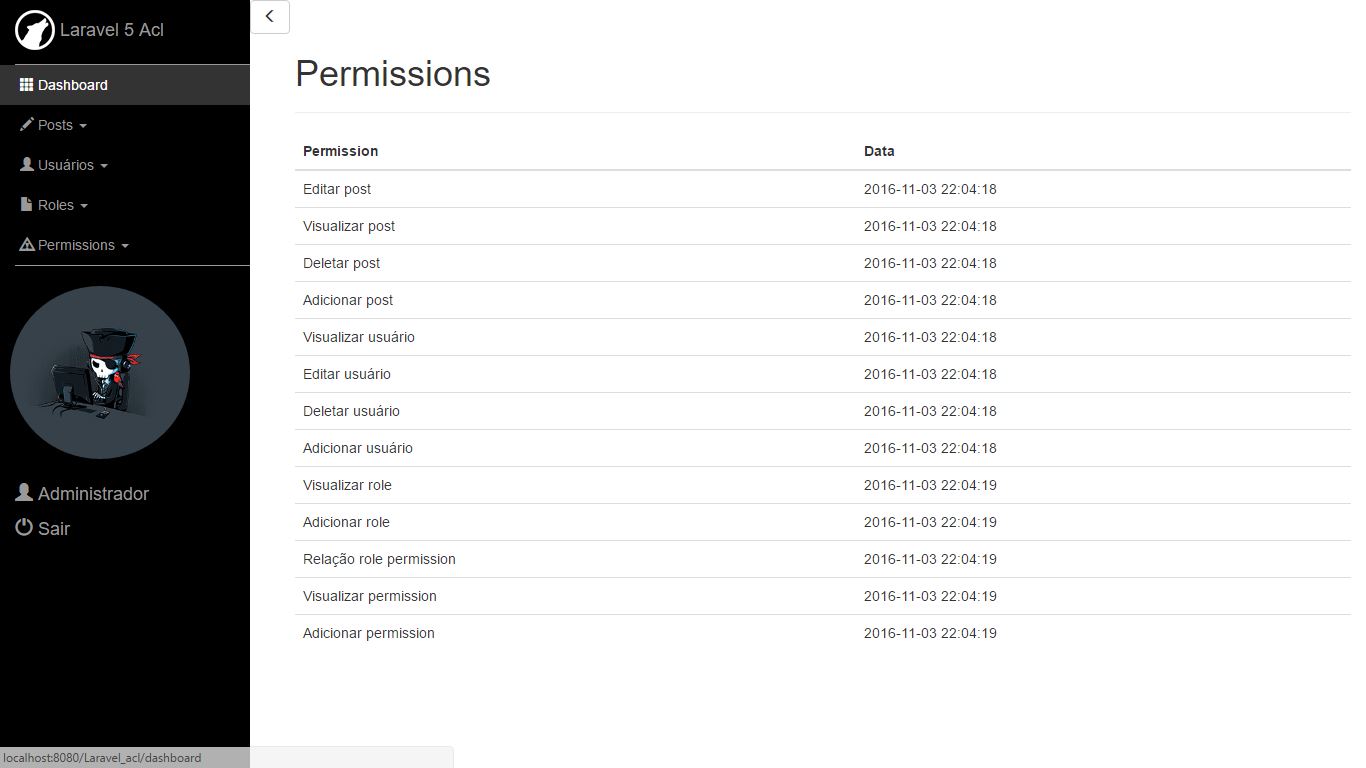 Laravel 5 Acl
Dashboard
Posts
Usuários
Roles
Permissions
Administrador
Sair
Permissions
Permission Data
Editar post 2016-11-03 22:04:18
Visualizar post 2016-11-03 22:04:18
Deletar post 2016-11-03 22:04:18
Adicionar post 2016-11-03 22:04:18
Visualizar usuário 2016-11-03 22:04:18
Editar usuário 2016-11-03 22:04:18
Deletar usuário 2016-11-03 22:04:18
Adicionar usuário 2016-11-03 22:04:18
Visualizar role 2016-11-03 22:04:19
Adicionar role 2016-11-03 22:04:19
Relação role permission 2016-11-03 22:04:19
Visualizar permission 2016-11-03 22:04:19
Adicionar permission 2016-11-03 22:04:19
localhost:8080/Laravel_acl/dashboard